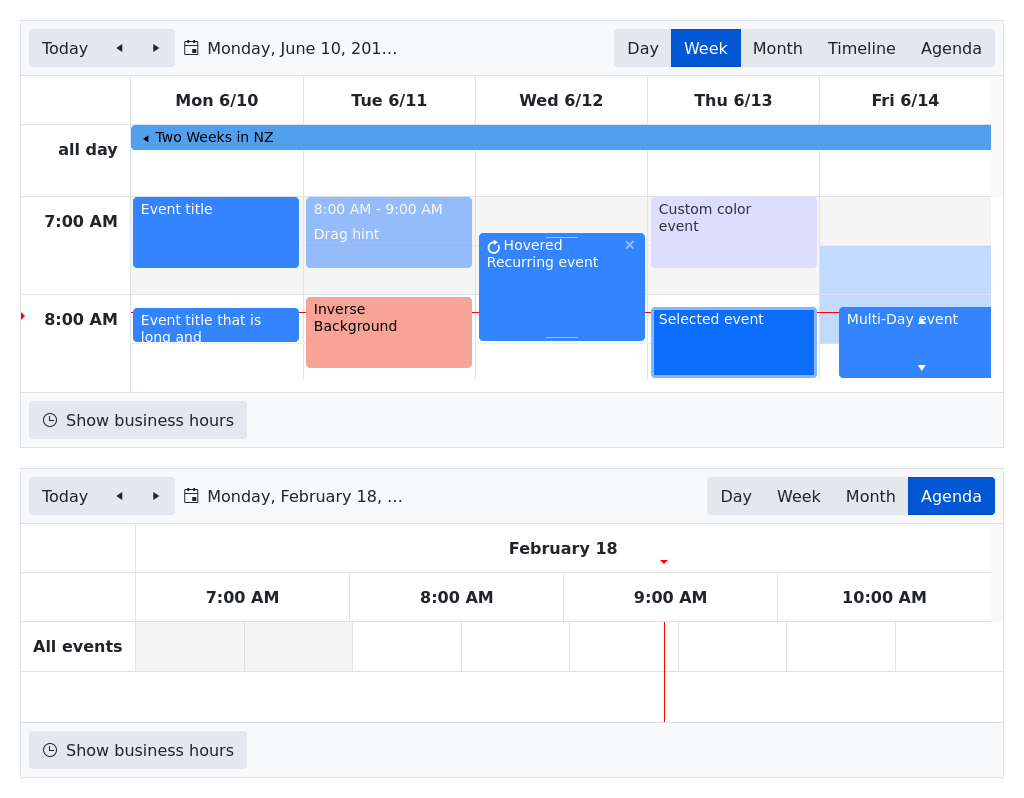 Today Monday, June 10, 201… Day Week Month Timeline Agenda
Mon 6/10 Tue 6/11 Wed 6/12 Thu 6/13 Fri 6/14
all day Two Weeks in NZ
7:00 AM
Event title
8:00 AM - 9:00 AM
Drag hint
Hovered
Recurring event
Custom color
event
8:00 AM
Event title that is
long and
Inverse
Background
Selected event
Multi-Day event
Show business hours
Today Monday, February 18, … Day Week Month Agenda
February 18
7:00 AM 8:00 AM 9:00 AM 10:00 AM
All events
Show business hours